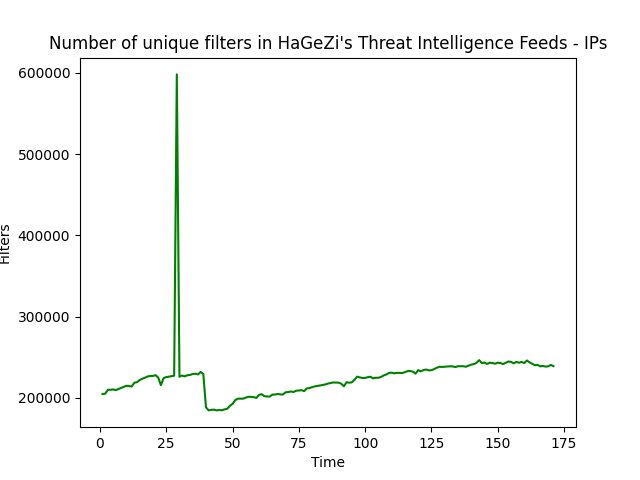 Number of unique filters in HaGeZi's Threat Intelligence Feeds - IPs
600000
500000
400000
300000
200000
Filters
0 25 50 75 100 125 150 175
Time